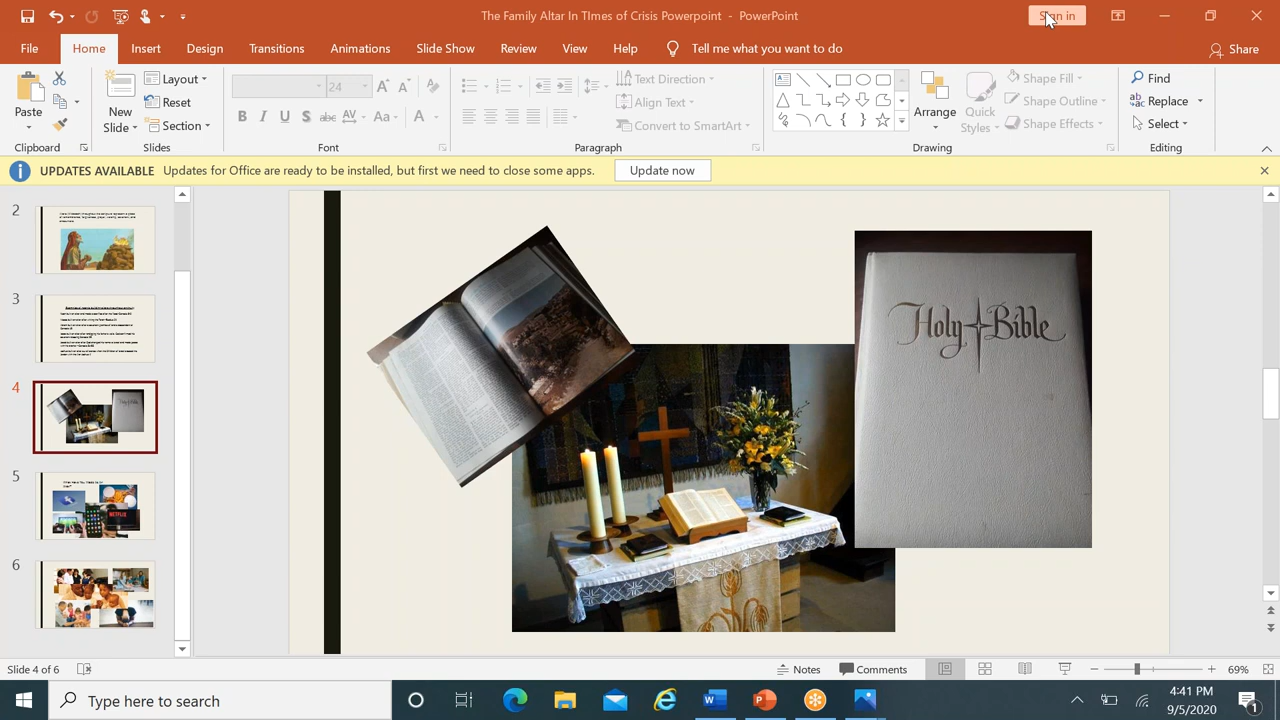 The Family Altar In TImes of Crisis Powerpoint - PowerPoint
Sign in
File Home Insert Design Transitions Animations Slide Show Review View Help Tell me what you want to do Share
Paste
New Slide
Layout
Reset
Section
24
B I U S abc AV Aa A
Text Direction
Align Text
Convert to SmartArt
Arrange
Quick Styles
Shape Fill
Shape Outline
Shape Effects
Find
Replace
Select
Clipboard Slides Font Paragraph Drawing Editing
UPDATES AVAILABLE Updates for Office are ready to be installed, but first we need to close some apps. Update now
2
3
4
5
NETFLIX
6
Holy Bible
Slide 4 of 6 Notes Comments 69%
Type here to search
4:41 PM
9/5/2020
1